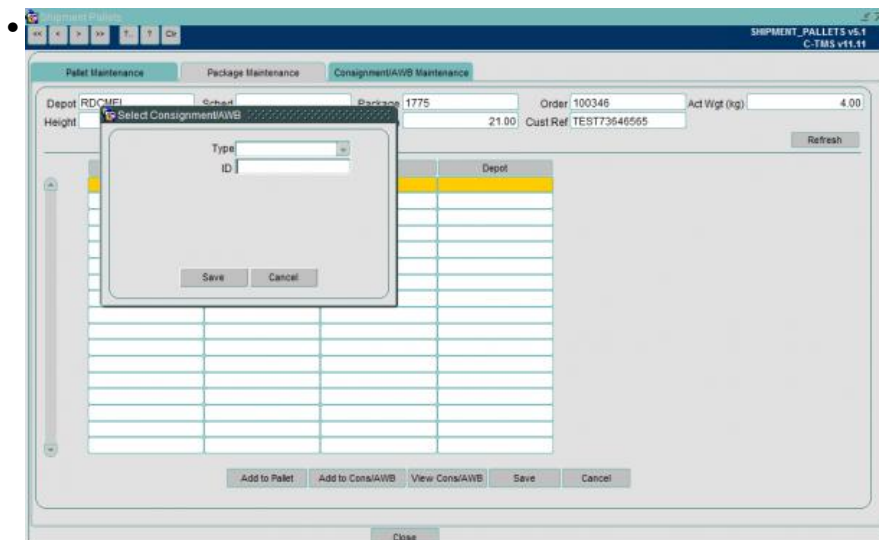 Shipment Pallets
<< < > >> ?.. ? Clr
SHIPMENT_PALLETS v5.1
C-TMS v11.11
Pallet Maintenance Package Maintenance Consignment/AWB Maintenance
Depot RDCMEL Sched Package 1775 Order 100346 Act Wgt (kg) 4.00
Height 21.00 Cust Ref TEST73646565
Refresh
Select Consignment/AWB
Type
ID
Save Cancel
Depot
Add to Pallet Add to Cons/AWB View Cons/AWB Save Cancel
Close